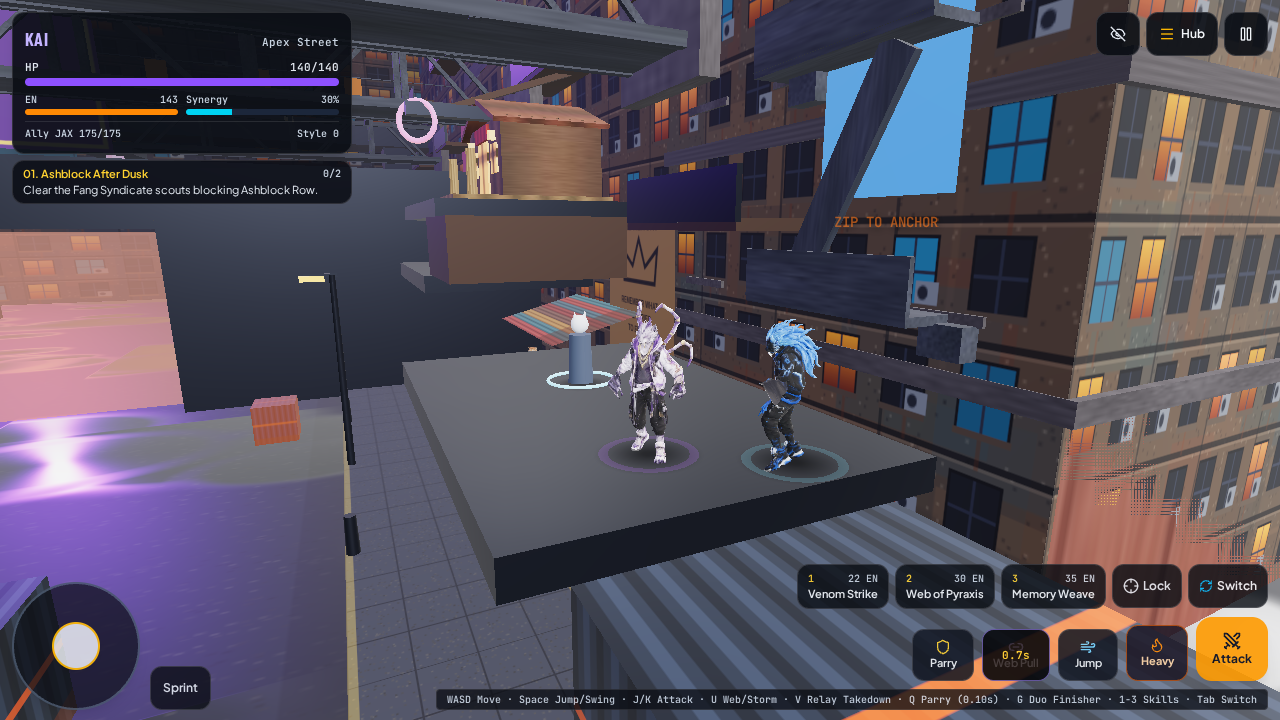 KAI
Apex Street
HP 140/140
EN 143 Synergy 30%
Ally JAX 175/175 Style 0
01. Ashblock After Dusk 0/2
Clear the Fang Syndicate scouts blocking Ashblock Row.
Hub
ZIP TO ANCHOR
1 22 EN
Venom Strike
2 30 EN
Web of Pyraxis
3 35 EN
Memory Weave
Lock
Switch
Parry
0.7s
Web Pull
Jump
Heavy
Attack
Sprint
WASD Move · Space Jump/Swing · J/K Attack · U Web/Storm · V Relay Takedown · Q Parry (0.10s) · G Duo Finisher · 1-3 Skills · Tab Switch